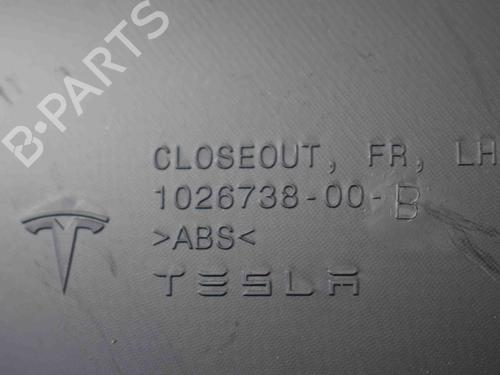 B-PARTS
CLOSEOUT, FR, LH
1026738-00-B
>ABS<
TESLA